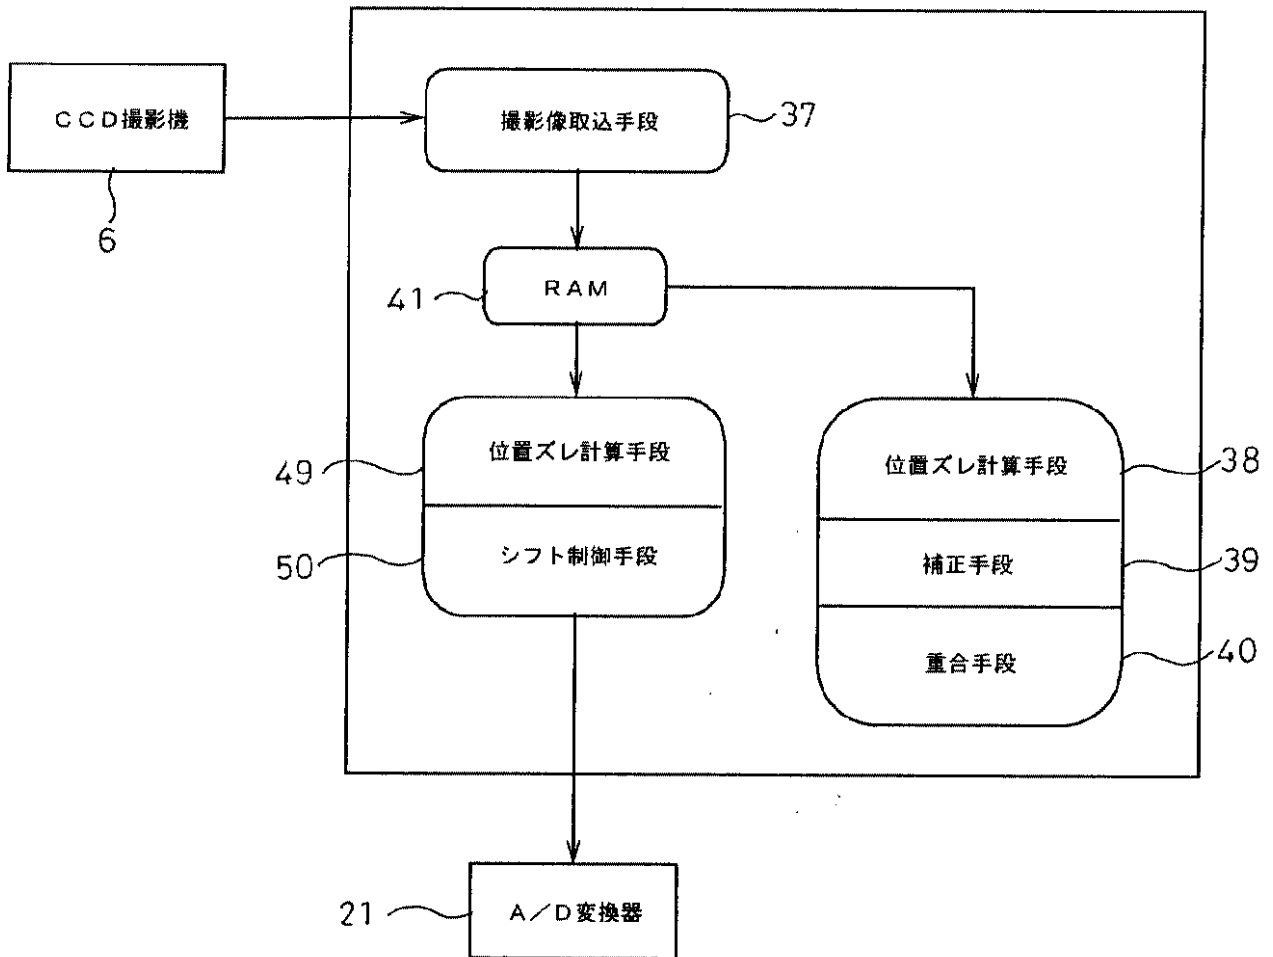 CCD撮影機
6
撮影像取込手段
37
RAM
41
位置ズレ計算手段
49
シフト制御手段
50
位置ズレ計算手段
38
補正手段
39
重合手段
40
A/D変換器
21